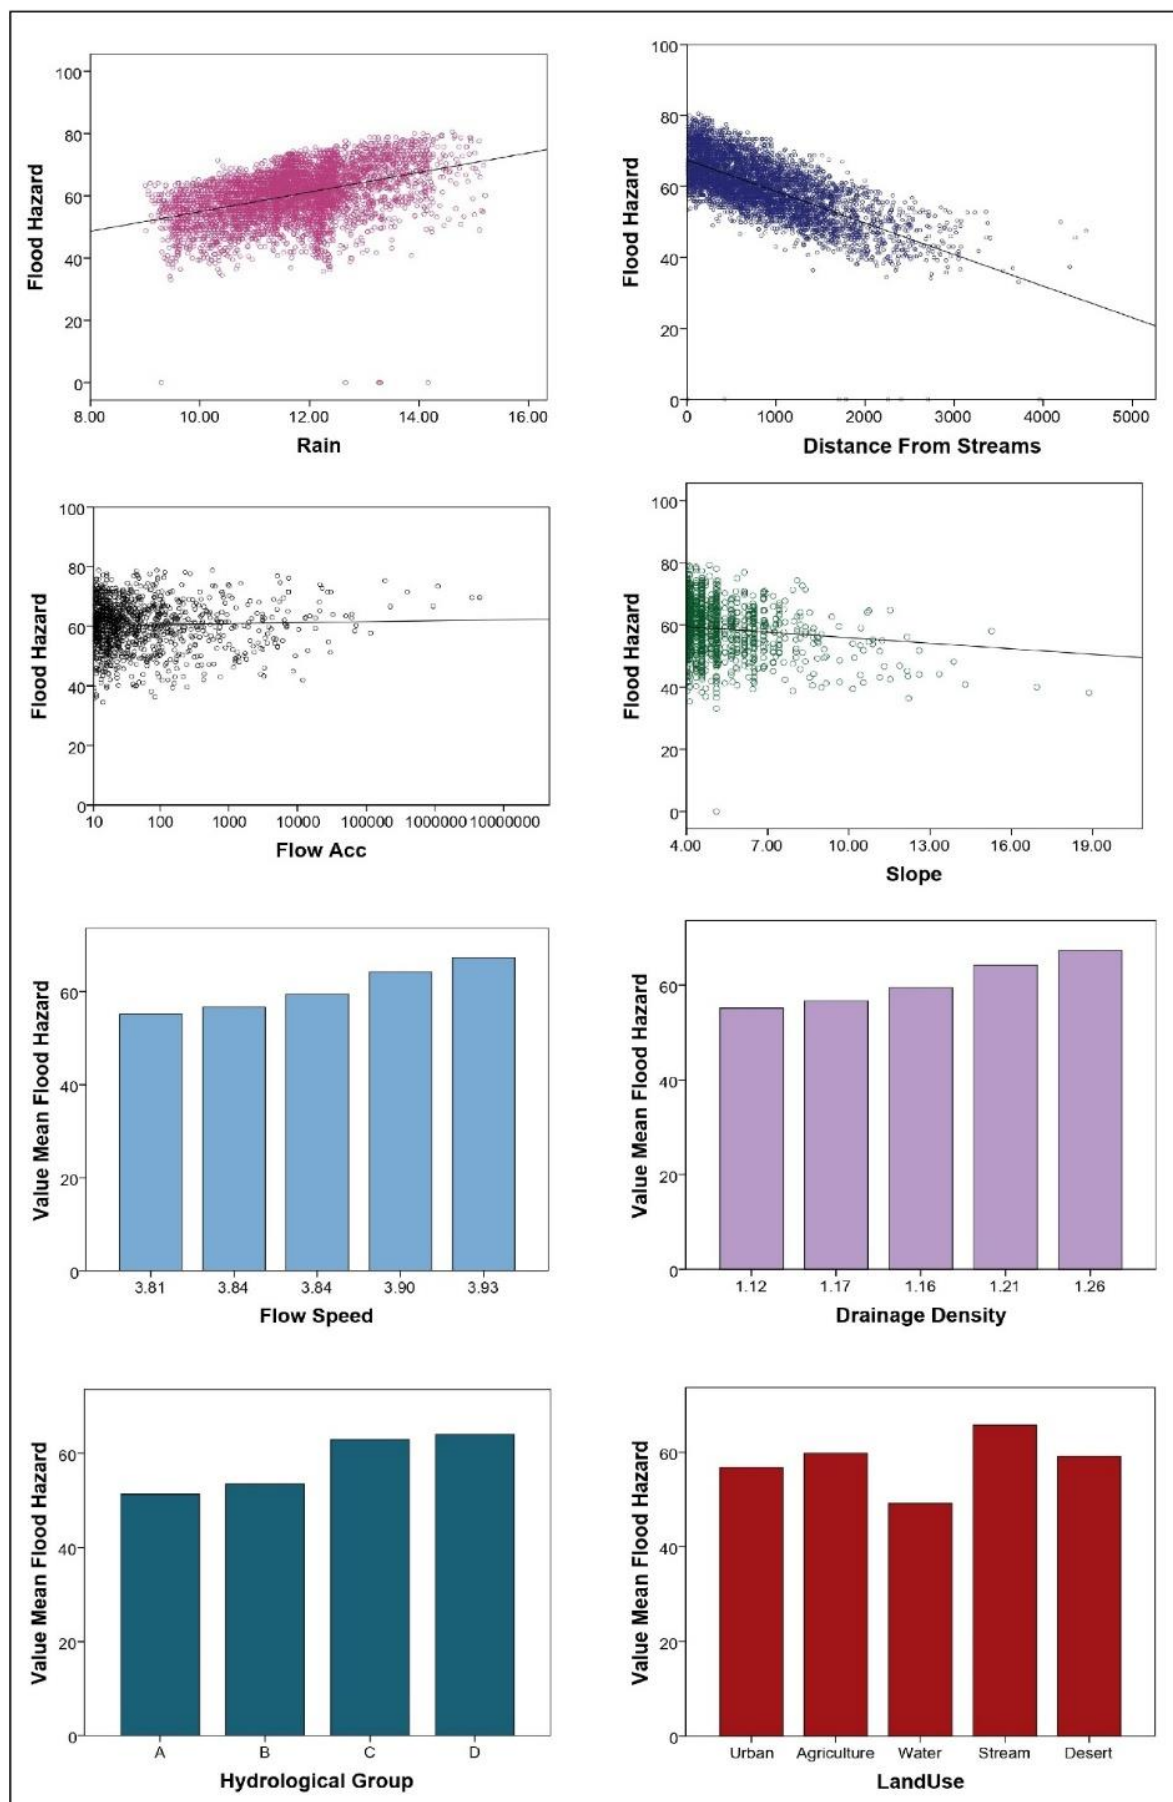 100
80
60
40
20
0
Flood Hazard
8.00 10.00 12.00 14.00 16.00
Rain
100
80
60
40
20
0
Flood Hazard
0 1000 2000 3000 4000 5000
Distance From Streams
100
80
60
40
20
0
Flood Hazard
10 100 1000 10000 100000 1000000 10000000
Flow Acc
100
80
60
40
20
0
Flood Hazard
4.00 7.00 10.00 13.00 16.00 19.00
Slope
60
40
20
0
Value Mean Flood Hazard
3.81 3.84 3.84 3.90 3.93
Flow Speed
60
40
20
0
Value Mean Flood Hazard
1.12 1.17 1.16 1.21 1.26
Drainage Density
60
40
20
0
Value Mean Flood Hazard
A B C D
Hydrological Group
60
40
20
0
Value Mean Flood Hazard
Urban Agriculture Water Stream Desert
LandUse